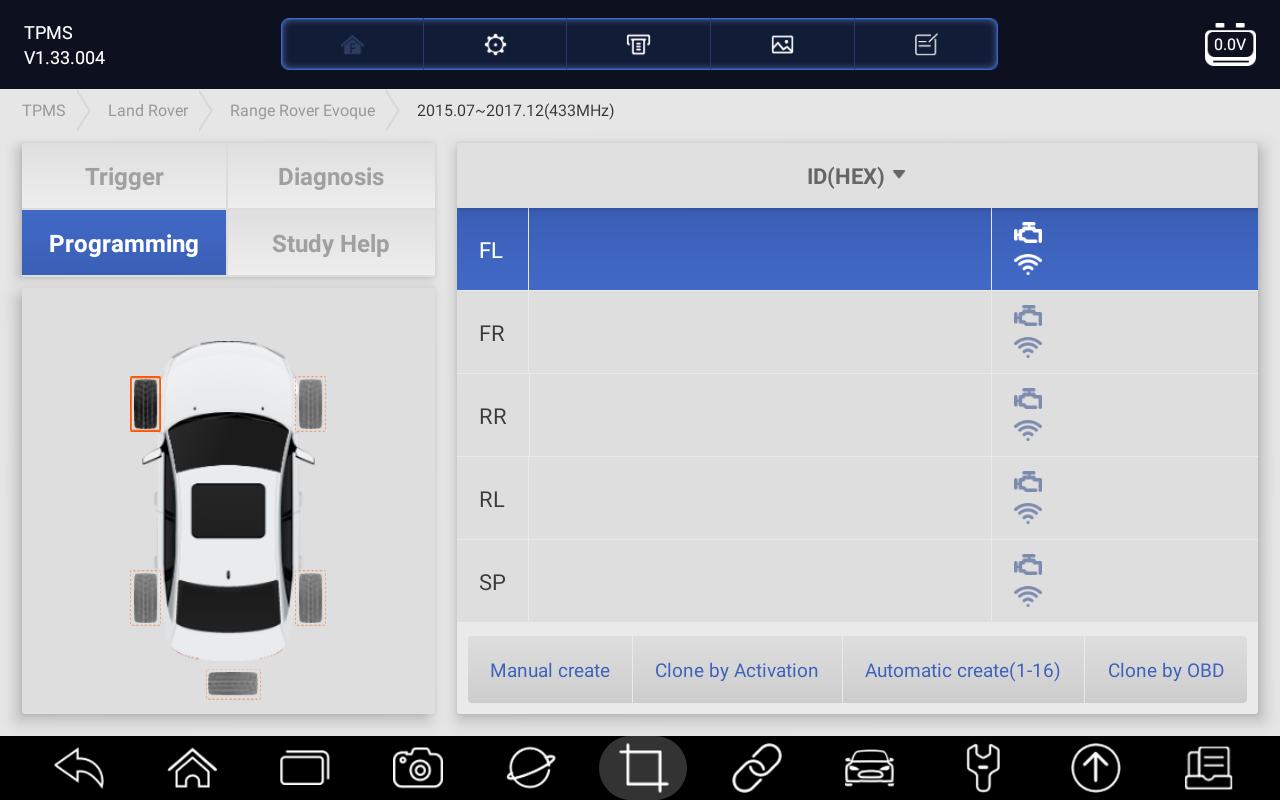 TPMS
V1.33.004
0.0V
TPMS Land Rover Range Rover Evoque 2015.07~2017.12(433MHz)
Trigger Diagnosis
Programming Study Help
ID(HEX)
FL
FR
RR
RL
SP
Manual create Clone by Activation Automatic create(1-16) Clone by OBD